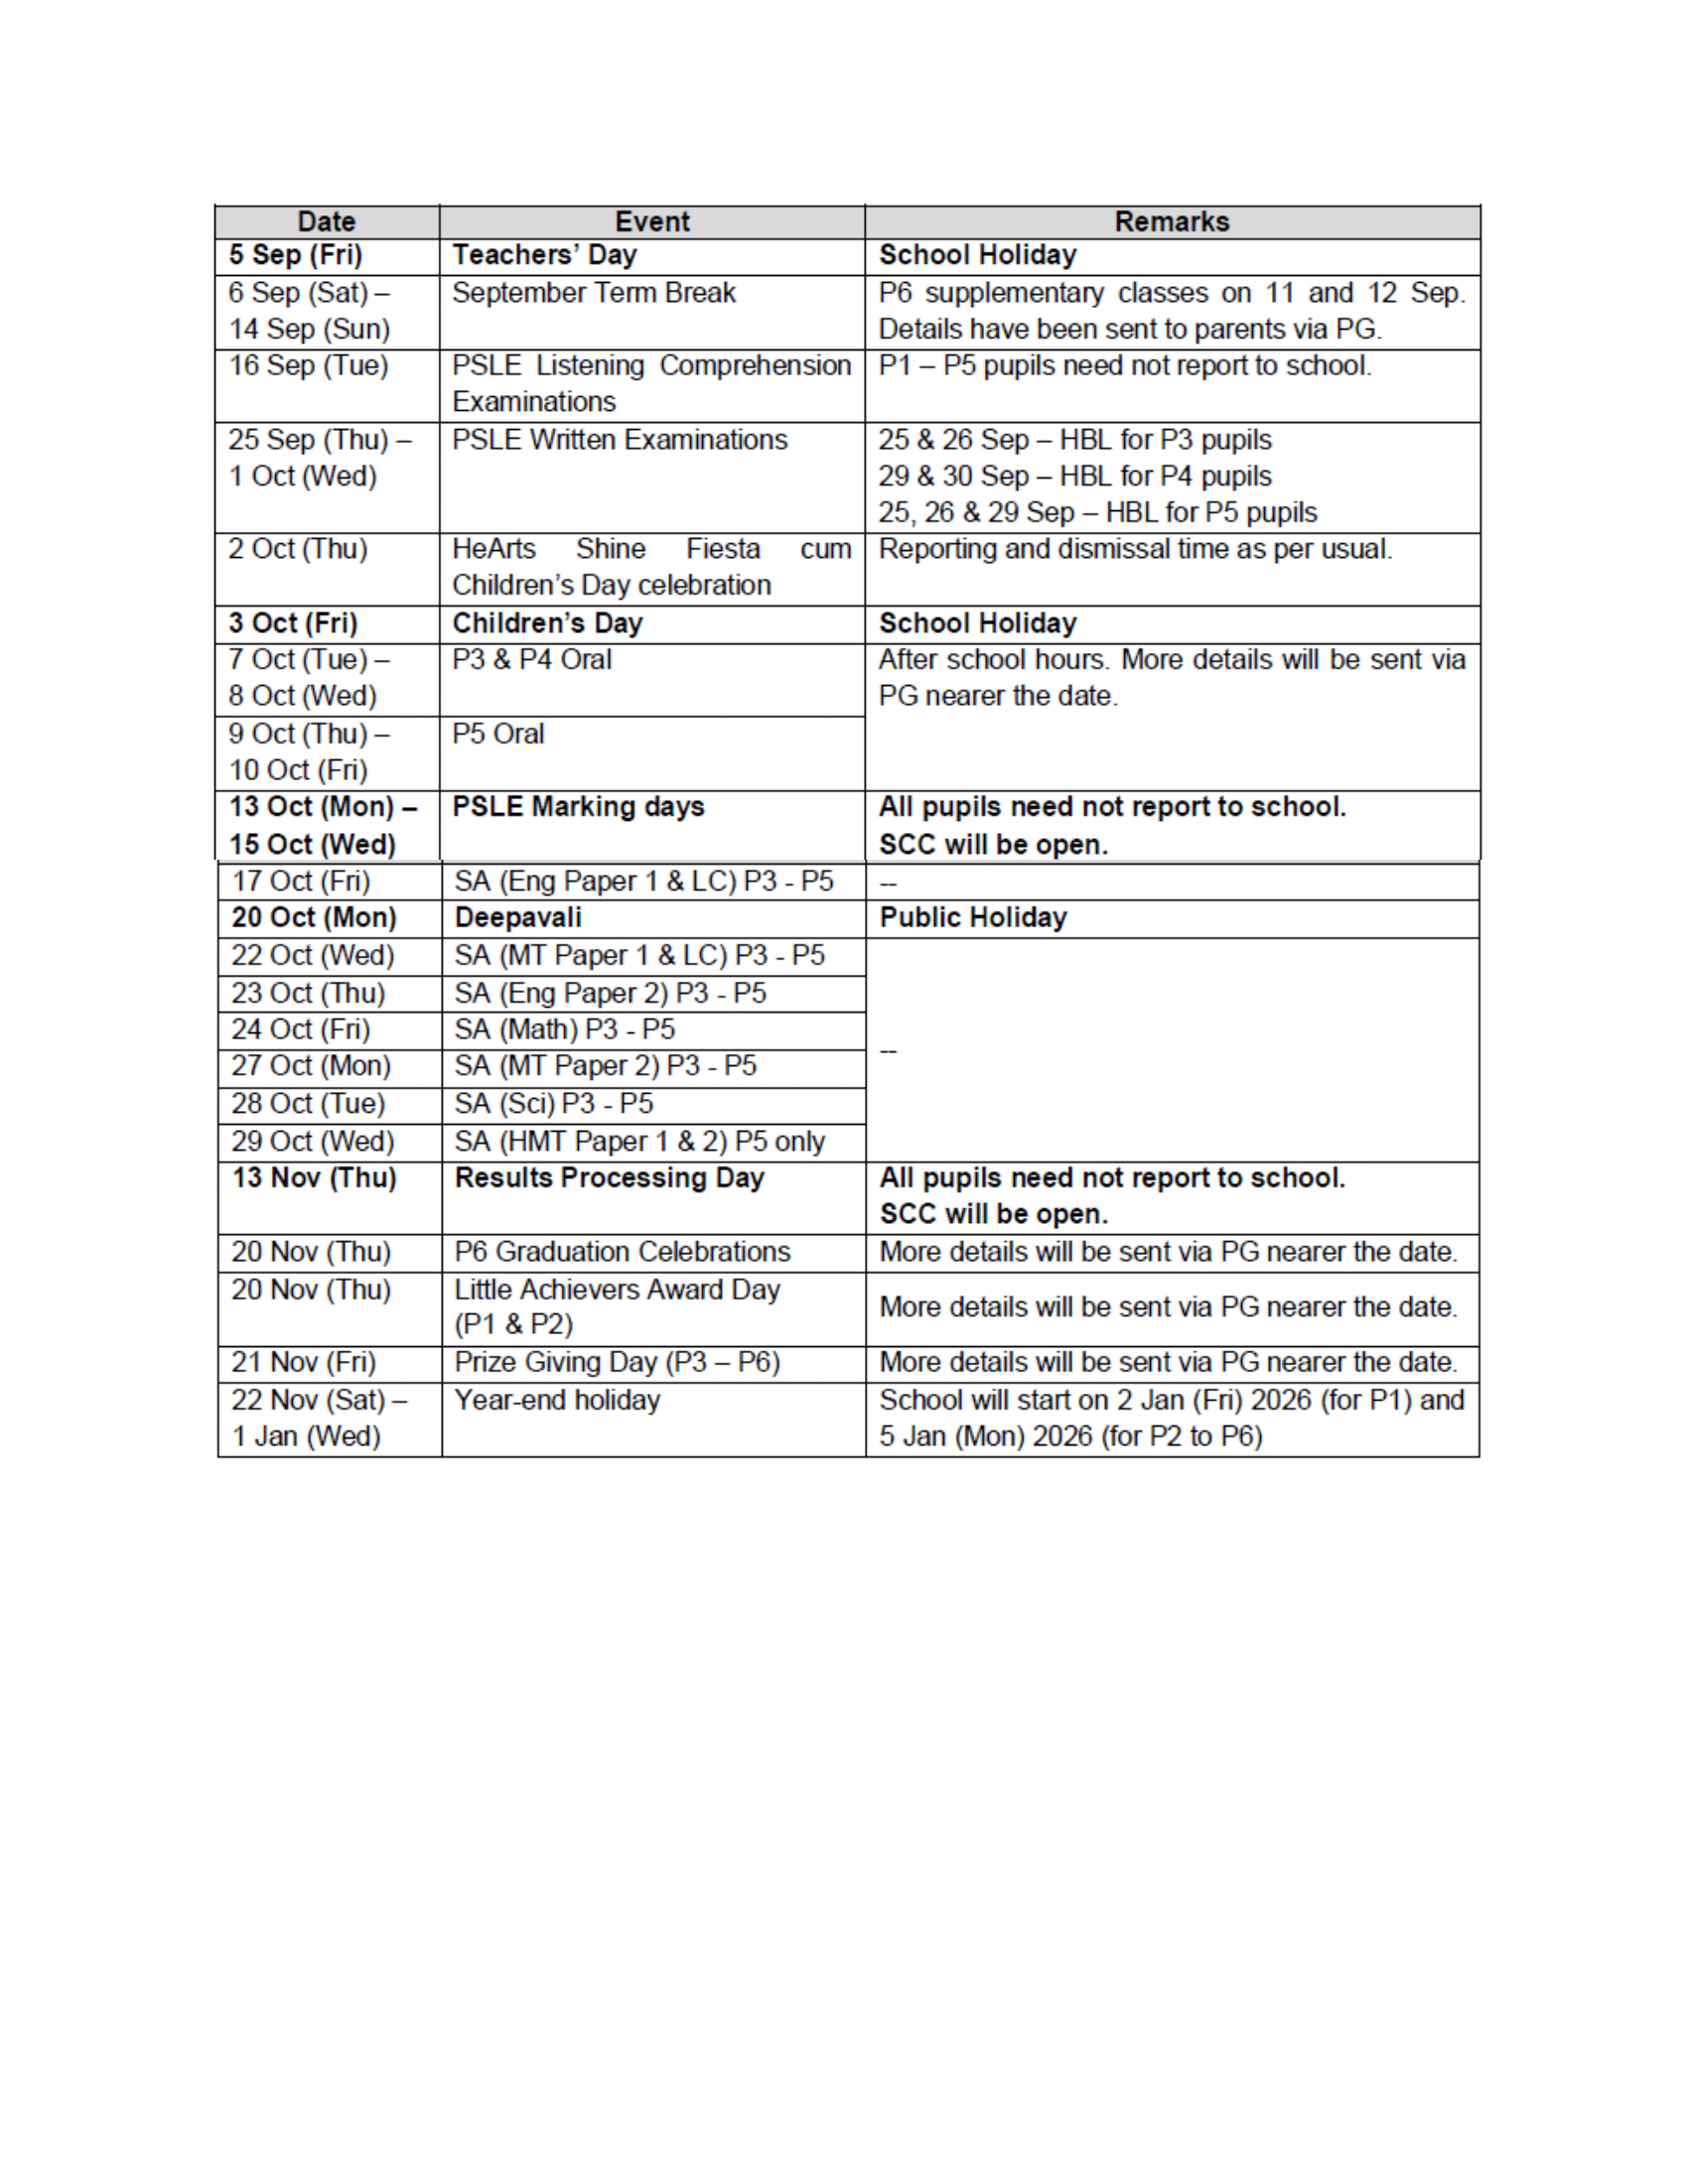 Date Event Remarks
5 Sep (Fri) Teachers’ Day School Holiday
6 Sep (Sat) – September Term Break P6 supplementary classes on 11 and 12 Sep.
14 Sep (Sun) Details have been sent to parents via PG.
16 Sep (Tue) PSLE Listening Comprehension P1 – P5 pupils need not report to school.
Examinations
25 Sep (Thu) – PSLE Written Examinations 25 & 26 Sep – HBL for P3 pupils
1 Oct (Wed) 29 & 30 Sep – HBL for P4 pupils
25, 26 & 29 Sep – HBL for P5 pupils
2 Oct (Thu) HeArts Shine Fiesta cum Reporting and dismissal time as per usual.
Children’s Day celebration
3 Oct (Fri) Children’s Day School Holiday
7 Oct (Tue) – P3 & P4 Oral After school hours. More details will be sent via
8 Oct (Wed) PG nearer the date.
9 Oct (Thu) – P5 Oral
10 Oct (Fri)
13 Oct (Mon) – PSLE Marking days All pupils need not report to school.
15 Oct (Wed) SCC will be open.
17 Oct (Fri) SA (Eng Paper 1 & LC) P3 - P5 --
20 Oct (Mon) Deepavali Public Holiday
22 Oct (Wed) SA (MT Paper 1 & LC) P3 - P5
23 Oct (Thu) SA (Eng Paper 2) P3 - P5
24 Oct (Fri) SA (Math) P3 - P5
--
27 Oct (Mon) SA (MT Paper 2) P3 - P5
28 Oct (Tue) SA (Sci) P3 - P5
29 Oct (Wed) SA (HMT Paper 1 & 2) P5 only
13 Nov (Thu) Results Processing Day All pupils need not report to school.
SCC will be open.
20 Nov (Thu) P6 Graduation Celebrations More details will be sent via PG nearer the date.
20 Nov (Thu) Little Achievers Award Day More details will be sent via PG nearer the date.
(P1 & P2)
21 Nov (Fri) Prize Giving Day (P3 – P6) More details will be sent via PG nearer the date.
22 Nov (Sat) – Year-end holiday School will start on 2 Jan (Fri) 2026 (for P1) and
1 Jan (Wed) 5 Jan (Mon) 2026 (for P2 to P6)